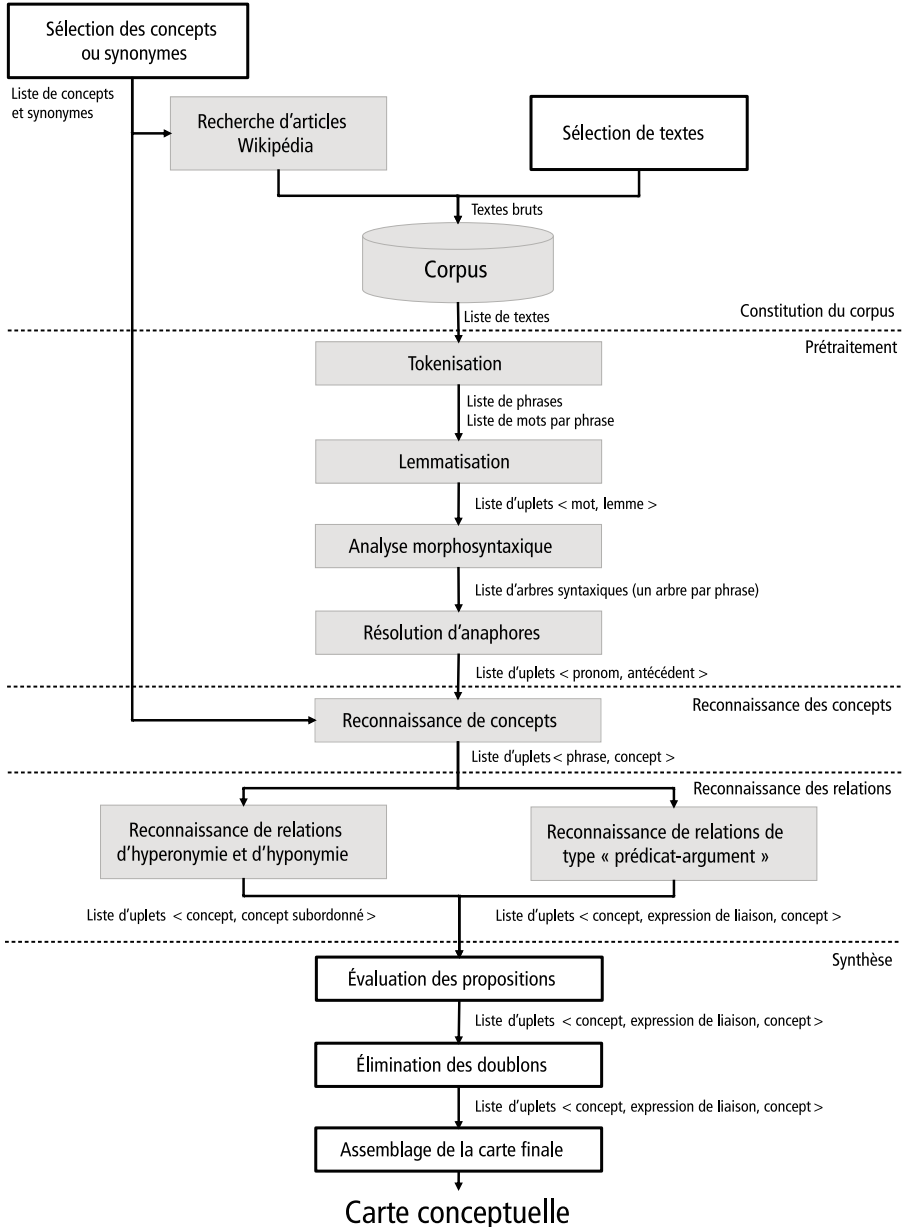 Sélection des concepts
ou synonymes
Liste de concepts
et synonymes
Recherche d'articles
Wikipédia
Sélection de textes
Textes bruts
Corpus
Liste de textes
Constitution du corpus
Prétraitement
Tokenisation
Liste de phrases
Liste de mots par phrase
Lemmatisation
Liste d'uplets < mot, lemme >
Analyse morphosyntaxique
Liste d'arbres syntaxiques (un arbre par phrase)
Résolution d'anaphores
Liste d'uplets < pronom, antécédent >
Reconnaissance des concepts
Reconnaissance de concepts
Liste d'uplets < phrase, concept >
Reconnaissance des relations
Reconnaissance de relations
d'hyperonymie et d'hyponymie
Reconnaissance de relations de
type « prédicat-argument »
Liste d'uplets < concept, concept subordonné >
Liste d'uplets < concept, expression de liaison, concept >
Synthèse
Évaluation des propositions
Liste d'uplets < concept, expression de liaison, concept >
Élimination des doublons
Liste d'uplets < concept, expression de liaison, concept >
Assemblage de la carte finale
Carte conceptuelle